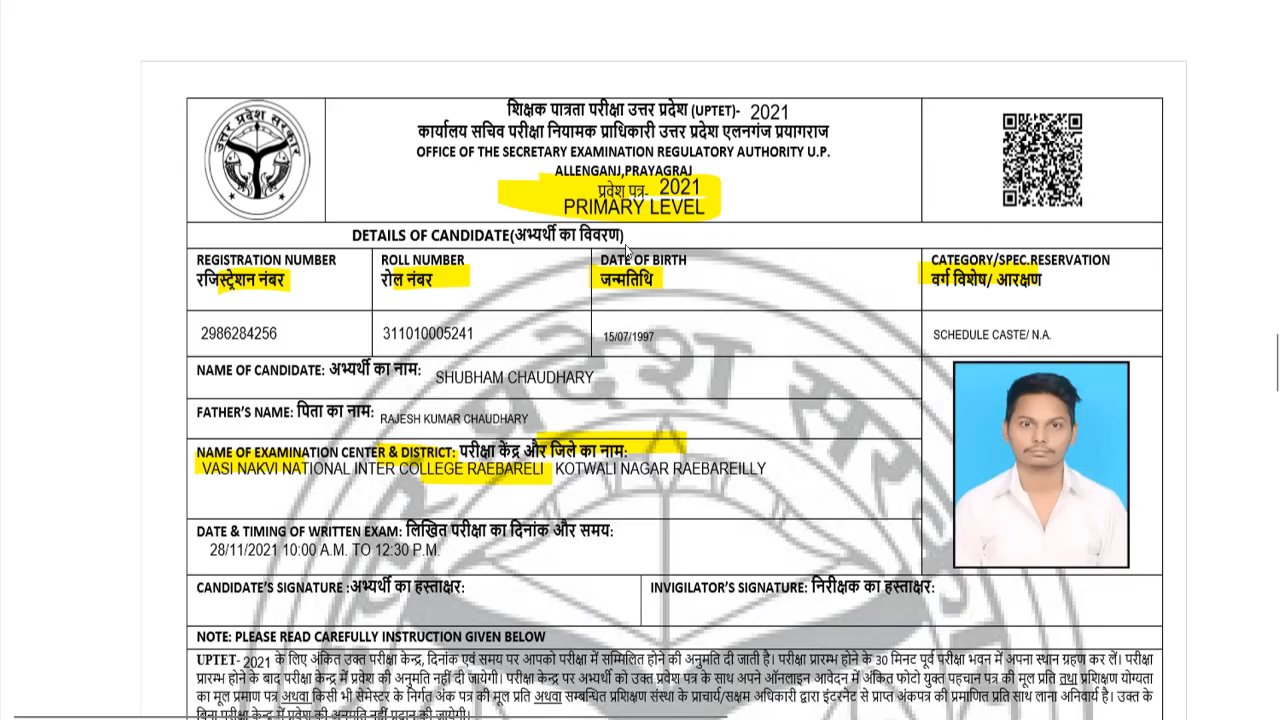 उत्तर प्रदेश सरकार
शिक्षक पात्रता परीक्षा उत्तर प्रदेश (UPTET)- 2021
कार्यालय सचिव परीक्षा नियामक प्राधिकारी उत्तर प्रदेश एलनगंज प्रयागराज
OFFICE OF THE SECRETARY EXAMINATION REGULATORY AUTHORITY U.P.
ALLENGANJ,PRAYAGRAJ
प्रवेश पत्र- 2021
PRIMARY LEVEL
DETAILS OF CANDIDATE(अभ्यर्थी का विवरण)
REGISTRATION NUMBER ROLL NUMBER DATE OF BIRTH CATEGORY/SPEC.RESERVATION
रजिस्ट्रेशन नंबर रोल नंबर जन्मतिथि वर्ग विशेष/ आरक्षण
2986284256 311010005241 15/07/1997 SCHEDULE CASTE/ N.A.
NAME OF CANDIDATE: अभ्यर्थी का नाम: SHUBHAM CHAUDHARY
FATHER'S NAME: पिता का नाम: RAJESH KUMAR CHAUDHARY
NAME OF EXAMINATION CENTER & DISTRICT: परीक्षा केंद्र और जिले का नाम:
VASI NAKVI NATIONAL INTER COLLEGE RAEBARELI KOTWALI NAGAR RAEBAREILLY
DATE & TIMING OF WRITTEN EXAM: लिखित परीक्षा का दिनांक और समय:
28/11/2021 10:00 A.M. TO 12:30 P.M.
CANDIDATE'S SIGNATURE :अभ्यर्थी का हस्ताक्षर: INVIGILATOR'S SIGNATURE: निरीक्षक का हस्ताक्षर:
NOTE: PLEASE READ CAREFULLY INSTRUCTION GIVEN BELOW
UPTET- 2021 के लिए अंकित उक्त परीक्षा केन्द्र, दिनांक एवं समय पर आपको परीक्षा में सम्मिलित होने की अनुमति दी जाती है। परीक्षा प्रारम्भ होने के 30 मिनट पूर्व परीक्षा भवन में अपना स्थान ग्रहण कर लें। परीक्षा
प्रारम्भ होने के बाद परीक्षा केन्द्र में प्रवेश की अनुमति नहीं दी जायेगी। परीक्षा केन्द्र पर अभ्यर्थी को उक्त प्रवेश पत्र के साथ अपने ऑनलाइन आवेदन में अंकित फोटो युक्त पहचान पत्र की मूल प्रति तथा प्रशिक्षण योग्यता
का मूल प्रमाण पत्र अथवा किसी भी सेमेस्टर के निर्गत अंक पत्र की मूल प्रति अथवा सम्बन्धित प्रशिक्षण संस्था के प्राचार्य/सक्षम अधिकारी द्वारा इंटरनेट से प्राप्त अंकपत्र की प्रमाणित प्रति साथ लाना अनिवार्य है। उक्त के
बिना परीक्षा केन्द्र में प्रवेश की अनुमति नहीं प्रदान की जायेगी।